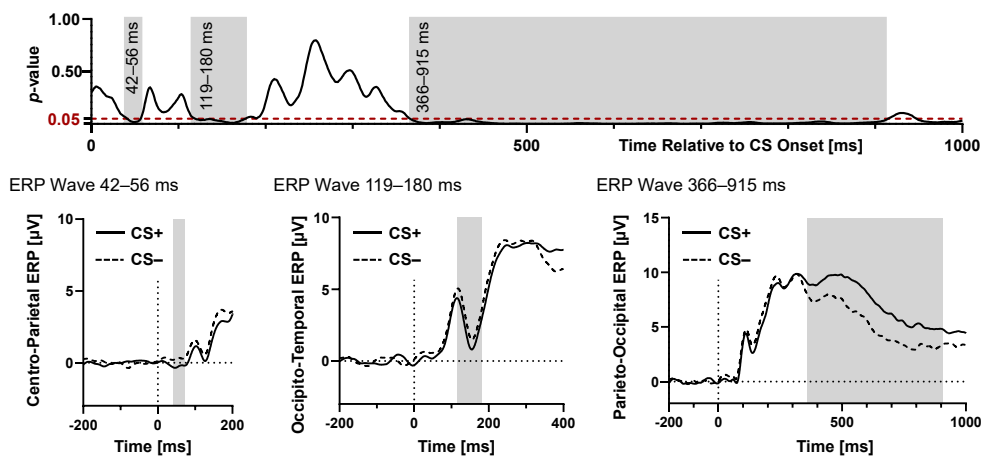 1.00
0.50
0.05
p-value
42–56 ms
119–180 ms
366–915 ms
0
500
Time Relative to CS Onset [ms]
1000
ERP Wave 42–56 ms
ERP Wave 119–180 ms
ERP Wave 366–915 ms
Centro-Parietal ERP [µV]
10
5
0
CS+
CS–
-200
0
200
Time [ms]
Occipito-Temporal ERP [µV]
10
5
0
CS+
CS–
-200
0
200
400
Time [ms]
Parieto-Occipital ERP [µV]
15
10
5
0
CS+
CS–
-200
0
500
1000
Time [ms]